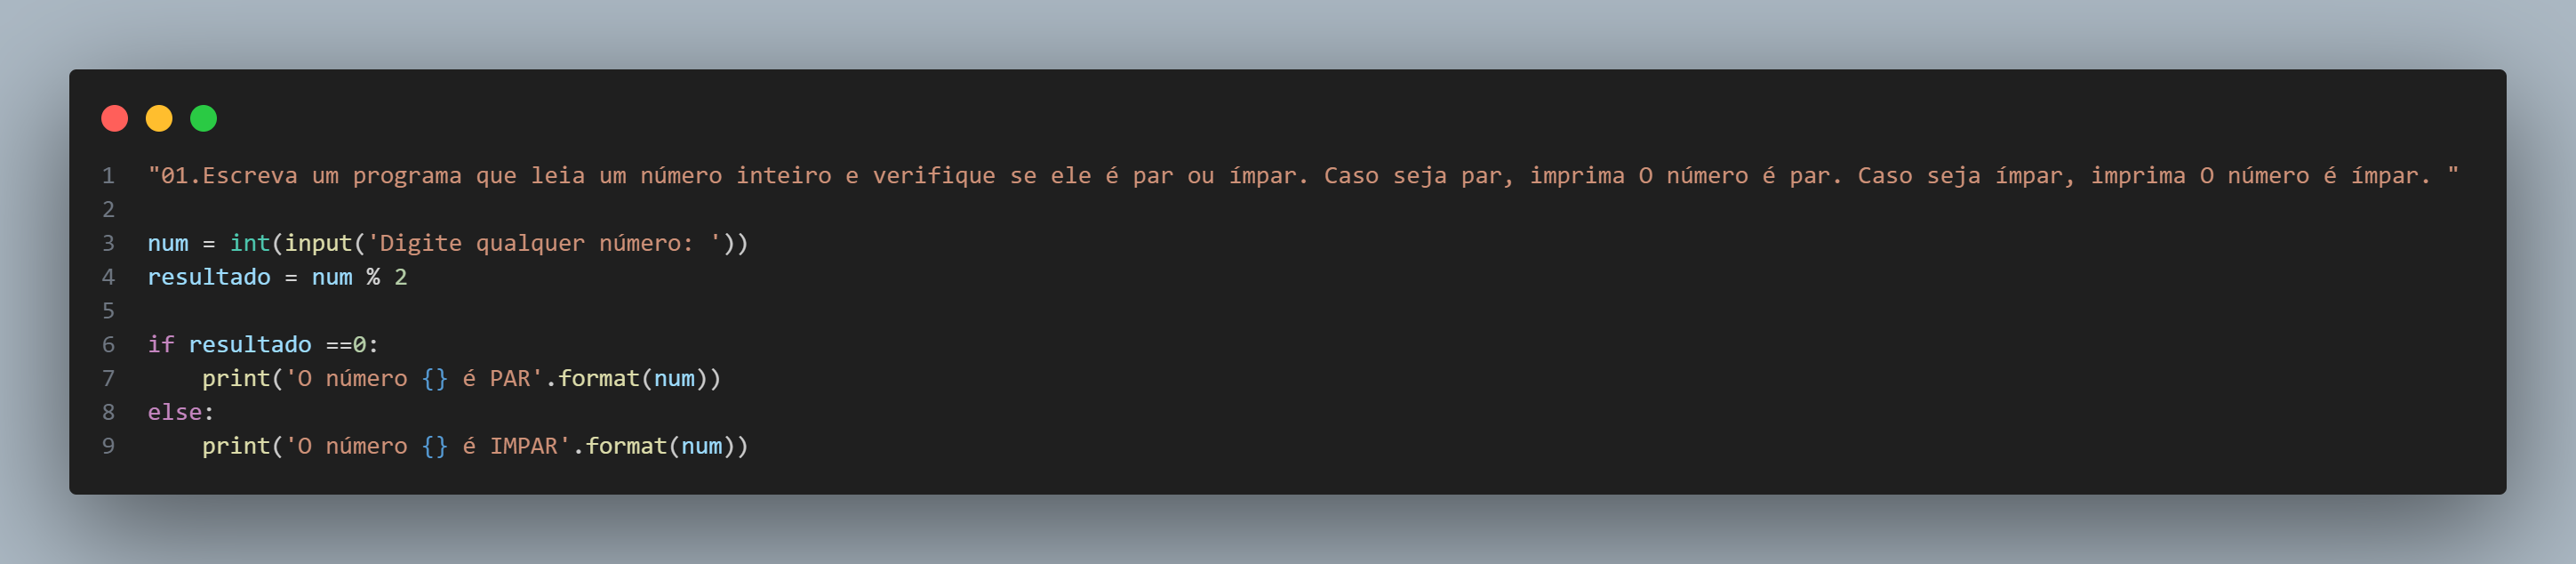 1 "01.Escreva um programa que leia um número inteiro e verifique se ele é par ou ímpar. Caso seja par, imprima O número é par. Caso seja ímpar, imprima O número é ímpar. "
2
3 num = int(input('Digite qualquer número: '))
4 resultado = num % 2
5
6 if resultado ==0:
7     print('O número {} é PAR'.format(num))
8 else:
9     print('O número {} é IMPAR'.format(num))